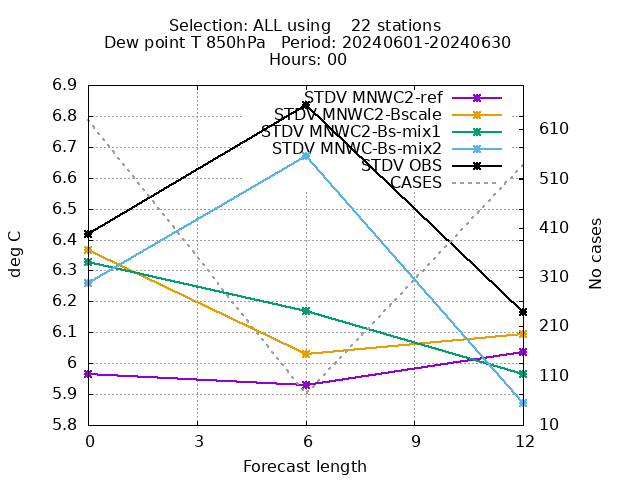 Selection: ALL using    22 stations
Dew point T 850hPa   Period: 20240601-20240630
Hours: 00
STDV MNWC2-ref
STDV MNWC2-Bscale
STDV MNWC2-Bs-mix1
STDV MNWC-Bs-mix2
STDV OBS
CASES
deg C
6.9
6.8
6.7
6.6
6.5
6.4
6.3
6.2
6.1
6
5.9
5.8
610
510
410
310
210
110
10
No cases
0 3 6 9 12
Forecast length